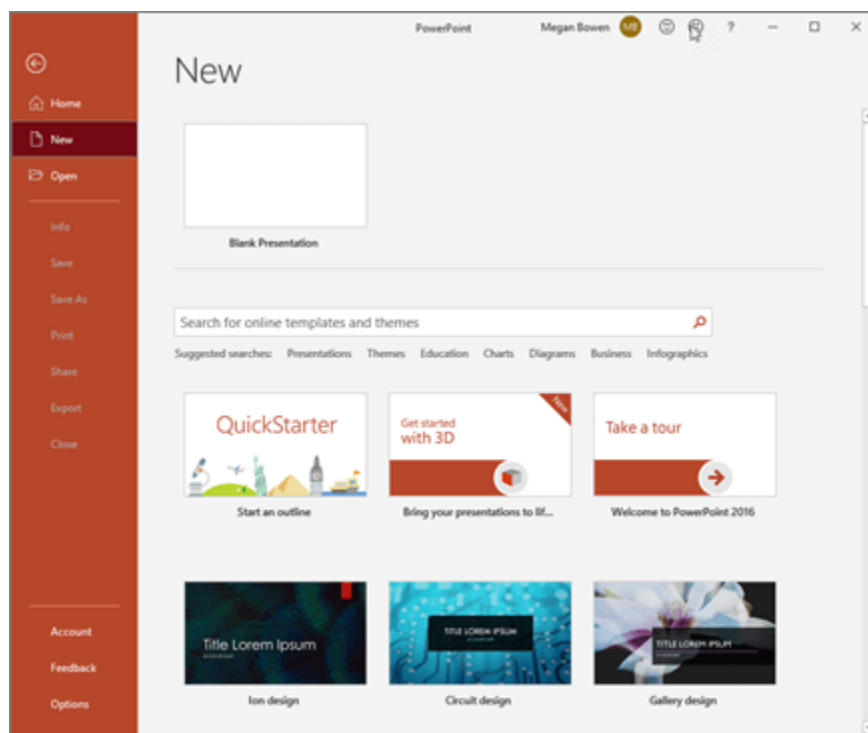 PowerPoint
Megan Bowen
MB
?
New
Home
New
Open
Info
Save
Save As
Print
Share
Export
Close
Account
Feedback
Options
Blank Presentation
Search for online templates and themes
Suggested searches: Presentations Themes Education Charts Diagrams Business Infographics
QuickStarter
Start an outline
Get started
with 3D
New
Bring your presentations to lif...
Take a tour
Welcome to PowerPoint 2016
Title Lorem Ipsum
Ion design
TITLE LOREM IPSUM
Circuit design
TITLE LOREM IPSUM
Gallery design